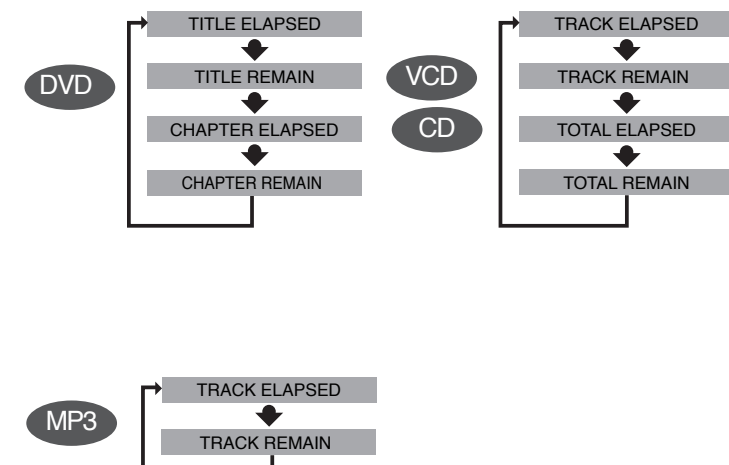 DVD
TITLE ELAPSED
TITLE REMAIN
CHAPTER ELAPSED
CHAPTER REMAIN
VCD
CD
TRACK ELAPSED
TRACK REMAIN
TOTAL ELAPSED
TOTAL REMAIN
MP3
TRACK ELAPSED
TRACK REMAIN